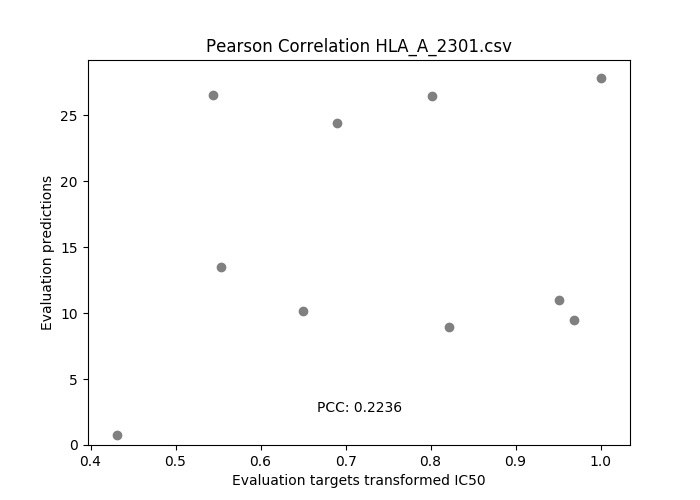 Pearson Correlation HLA_A_2301.csv
Evaluation predictions
25
20
15
10
5
0
PCC: 0.2236
0.4 0.5 0.6 0.7 0.8 0.9 1.0
Evaluation targets transformed IC50